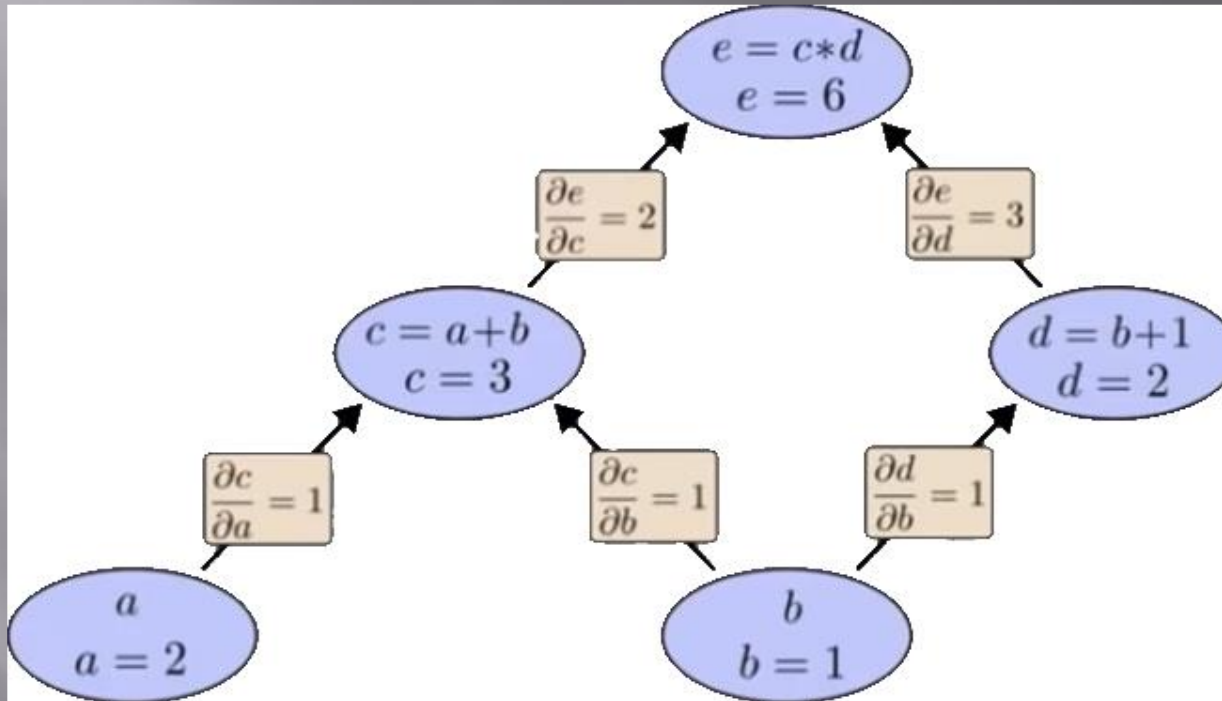 e = c*d
e = 6
∂e/∂c = 2
∂e/∂d = 3
c = a+b
c = 3
d = b+1
d = 2
∂c/∂a = 1
∂c/∂b = 1
∂d/∂b = 1
a
a = 2
b
b = 1